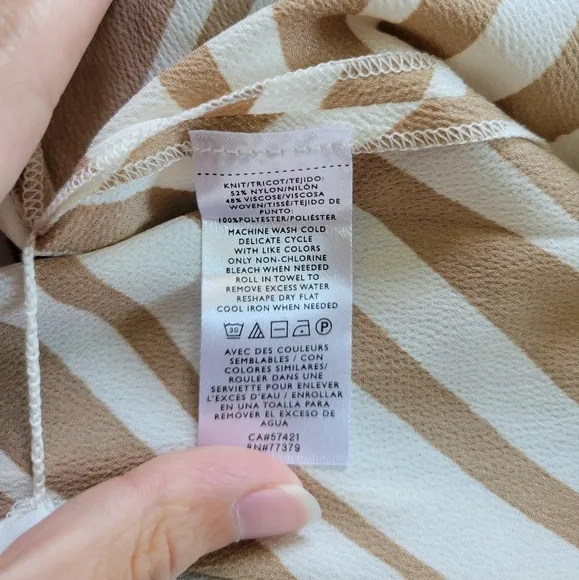 KNIT/TRICOT/TEJIDO:
52% NYLON/NILÓN
48% VISCOSE/VISCOSA
WOVEN/TISSÉ/TEJIDO DE
PUNTO:
100%POLYESTER/POLIÉSTER
MACHINE WASH COLD
DELICATE CYCLE
WITH LIKE COLORS
ONLY NON-CHLORINE
BLEACH WHEN NEEDED
ROLL IN TOWEL TO
REMOVE EXCESS WATER
RESHAPE DRY FLAT
COOL IRON WHEN NEEDED
30 P
AVEC DES COULEURS
SEMBLABLES / CON
COLORES SIMILARES/
ROULER DANS UNE
SERVIETTE POUR ENLEVER
L'EXCES D'EAU / ENROLLAR
EN UNA TOALLA PARA
REMOVER EL EXCESO DE
AGUA
CA#57421
RN#77379